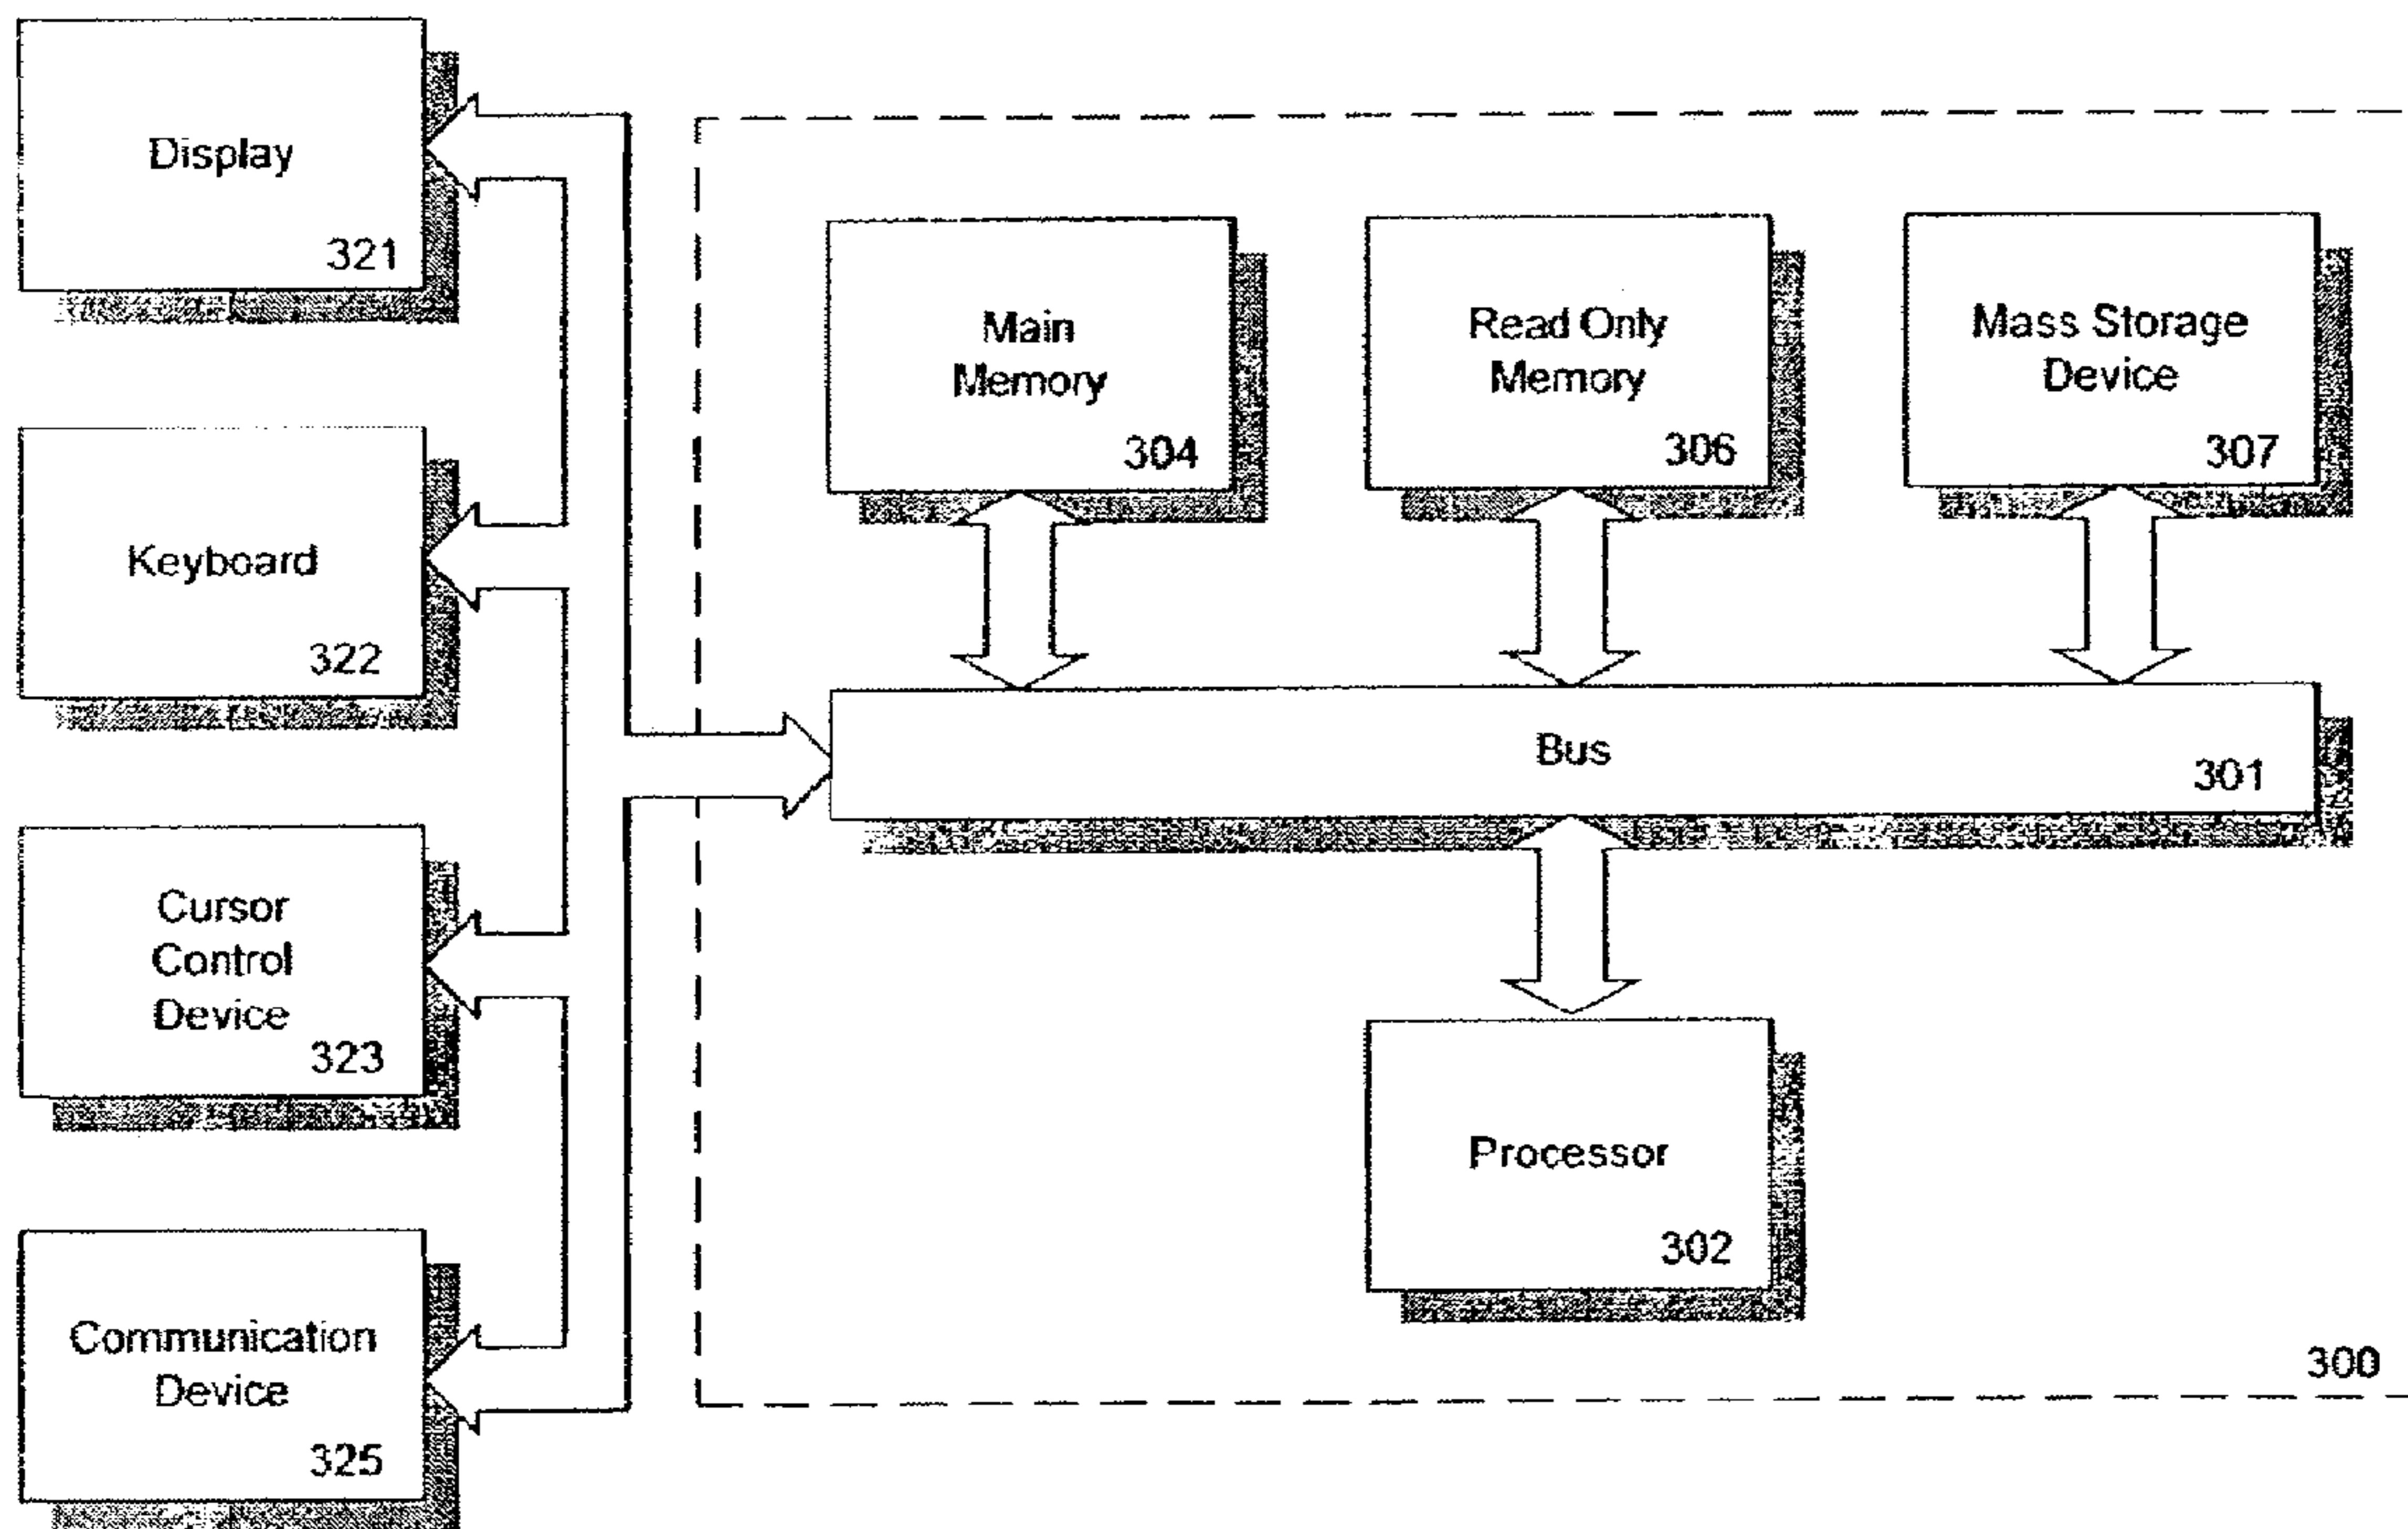 Display
321
Keyboard
322
Cursor
Control
Device
323
Communication
Device
325
Main
Memory
304
Read Only
Memory
306
Mass Storage
Device
307
Bus
301
Processor
302
300